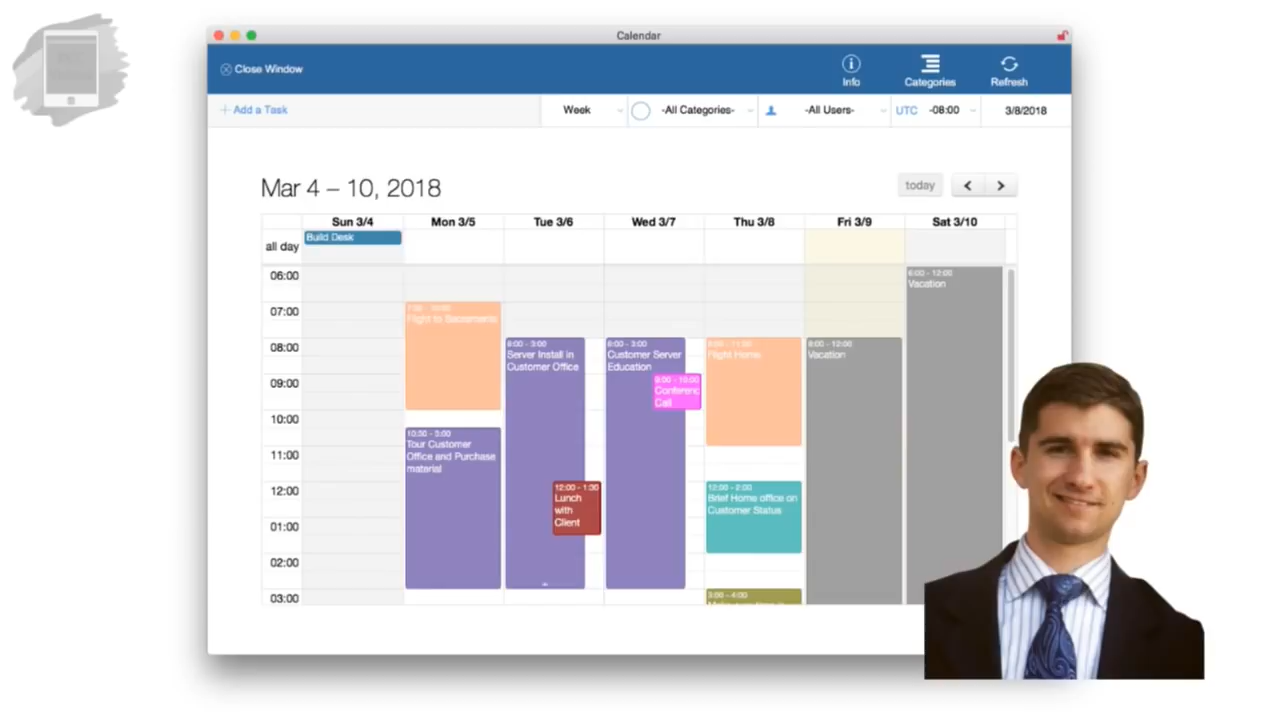 Calendar
Close Window
Info
Categories
Refresh
+ Add a Task
Week
-All Categories-
-All Users-
UTC -08:00
3/8/2018
Mar 4 – 10, 2018
today
Sun 3/4
Mon 3/5
Tue 3/6
Wed 3/7
Thu 3/8
Fri 3/9
Sat 3/10
all day
Build Desk
06:00
07:00
08:00
09:00
10:00
11:00
12:00
01:00
02:00
03:00
7:00 - 10:00
Flight to Sacramento
10:30 - 3:00
Tour Customer
Office and Purchase
material
8:00 - 3:00
Server Install in
Customer Office
12:00 - 1:30
Lunch
with
Client
8:00 - 3:00
Customer Server
Education
9:00 - 10:00
Conferenc
Call
8:00 - 11:00
Flight Home
12:00 - 2:00
Brief Home office on
Customer Status
3:00 - 4:00
8:00 - 12:00
Vacation
6:00 - 12:00
Vacation